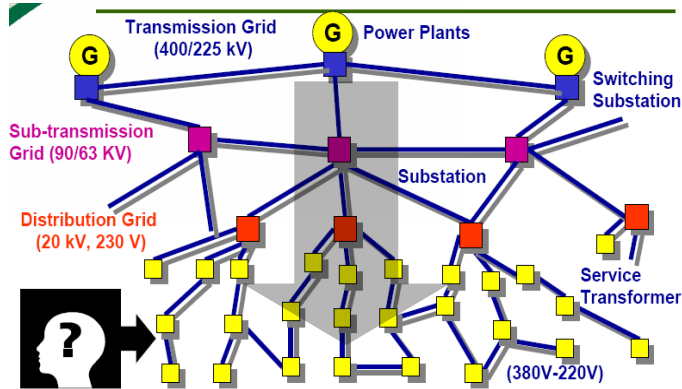 Transmission Grid
(400/225 kV)
G
G
G
Power Plants
Switching
Substation
Sub-transmission
Grid (90/63 KV)
Substation
Distribution Grid
(20 kV, 230 V)
Service
Transformer
?
(380V-220V)